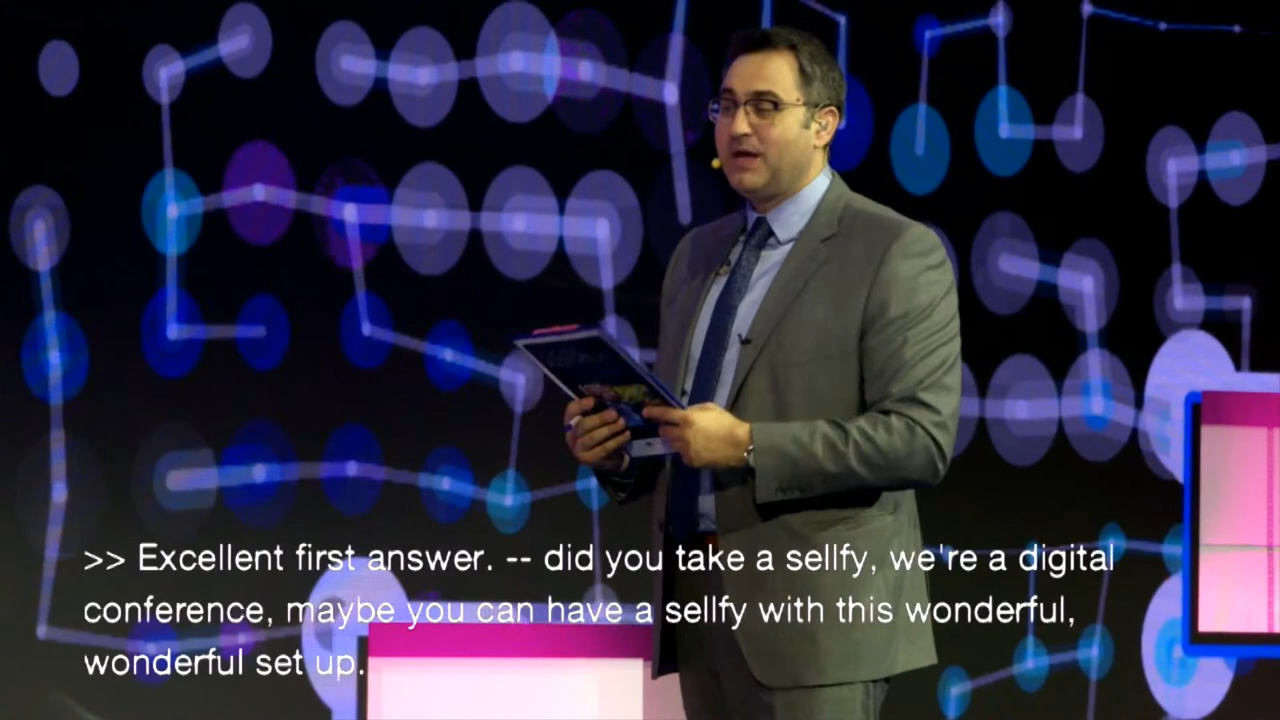 >> Excellent first answer. -- did you take a sellfy, we're a digital
conference, maybe you can have a sellfy with this wonderful,
wonderful set up.